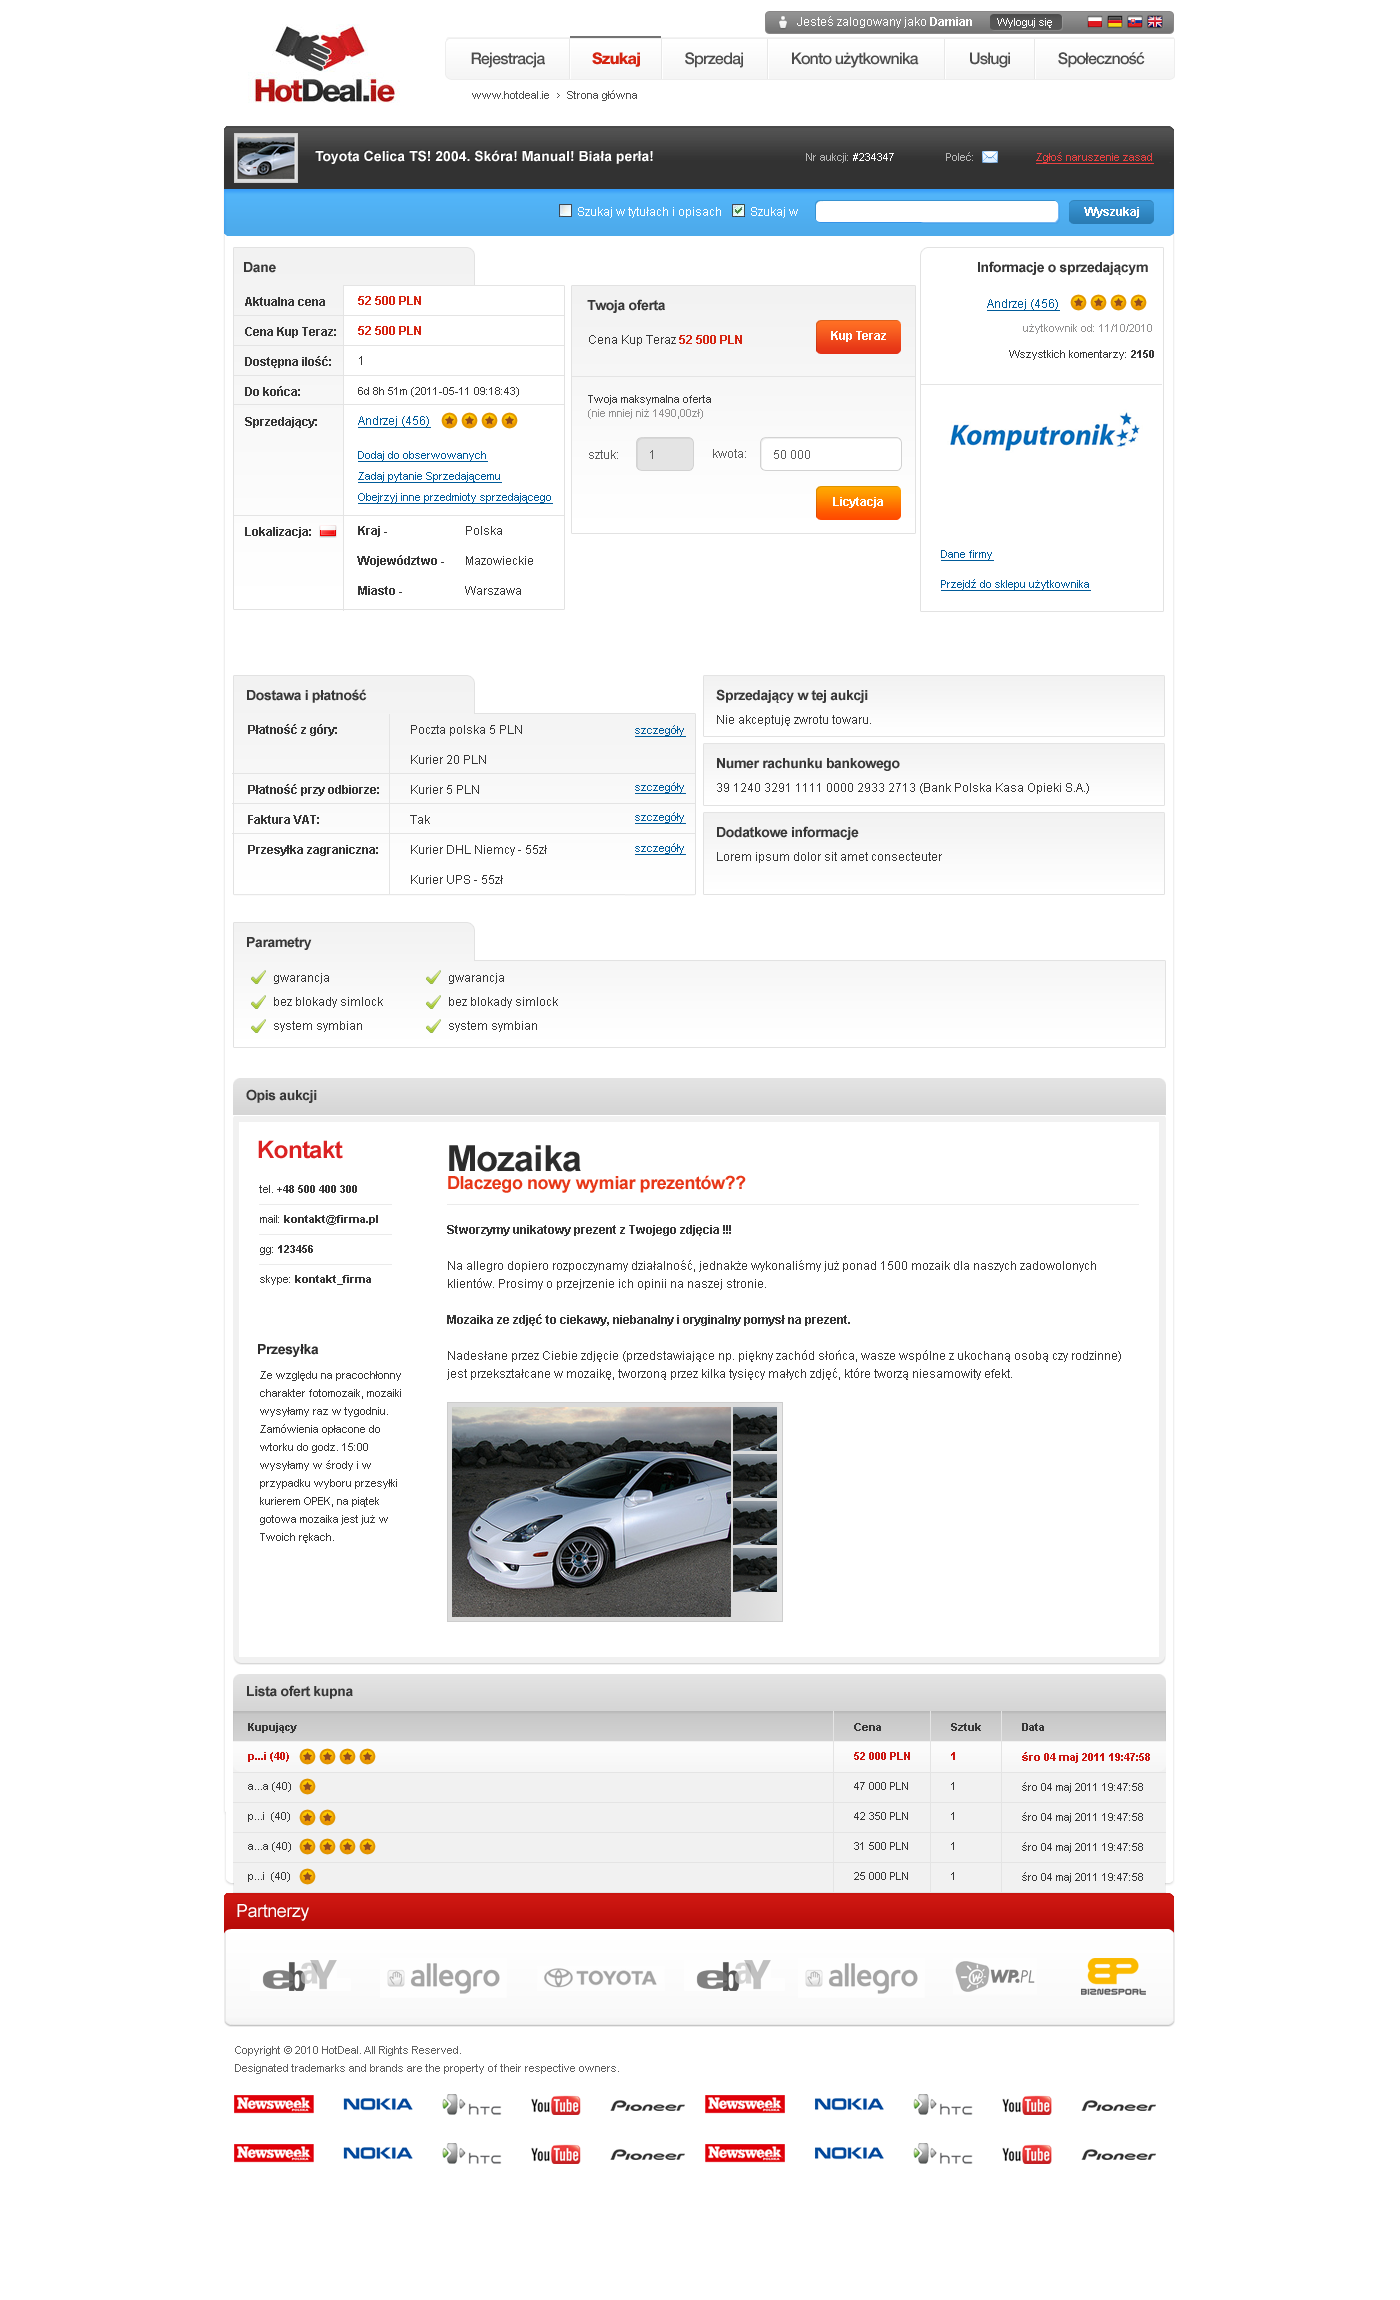 Jesteś zalogowany jako Damian
Wyloguj się
HotDeal.ie
Rejestracja
Szukaj
Sprzedaj
Konto użytkownika
Usługi
Społeczność
www.hotdeal.ie > Strona główna
Toyota Celica TS! 2004. Skóra! Manual! Biała perła!
Nr aukcji: #234347
Poleć:
Zgłoś naruszenie zasad
Szukaj w tytułach i opisach
Szukaj w
Wyszukaj
Dane
Aktualna cena 52 500 PLN
Cena Kup Teraz: 52 500 PLN
Dostępna ilość: 1
Do końca: 6d 8h 51m (2011-05-11 09:18:43)
Sprzedający: Andrzej (456)
Dodaj do obserwowanych
Zadaj pytanie Sprzedającemu
Obejrzyj inne przedmioty sprzedającego
Lokalizacja: Kraj - Polska
Województwo - Mazowieckie
Miasto - Warszawa
Twoja oferta
Cena Kup Teraz 52 500 PLN
Kup Teraz
Twoja maksymalna oferta
(nie mniej niż 1490,00zł)
sztuk: 1 kwota: 50 000
Licytacja
Informacje o sprzedającym
Andrzej (456)
użytkownik od: 11/10/2010
Wszystkich komentarzy: 2150
Komputronik
Dane firmy
Przejdź do sklepu użytkownika
Dostawa i płatność
Płatność z góry: Poczta polska 5 PLN szczegóły
Kurier 20 PLN
Płatność przy odbiorze: Kurier 5 PLN szczegóły
Faktura VAT: Tak szczegóły
Przesyłka zagraniczna: Kurier DHL Niemcy - 55zł szczegóły
Kurier UPS - 55zł
Sprzedający w tej aukcji
Nie akceptuję zwrotu towaru.
Numer rachunku bankowego
39 1240 3291 1111 0000 2933 2713 (Bank Polska Kasa Opieki S.A.)
Dodatkowe informacje
Lorem ipsum dolor sit amet consecteuter
Parametry
gwarancja gwarancja
bez blokady simlock bez blokady simlock
system symbian system symbian
Opis aukcji
Kontakt
tel. +48 500 400 300
mail: kontakt@firma.pl
gg: 123456
skype: kontakt_firma
Przesyłka
Ze względu na pracochłonny
charakter fotomozaik, mozaiki
wysyłamy raz w tygodniu.
Zamówienia opłacone do
wtorku do godz. 15:00
wysyłamy w środy i w
przypadku wyboru przesyłki
kurierem OPEK, na piątek
gotowa mozaika jest już w
Twoich rękach.
Mozaika
Dlaczego nowy wymiar prezentów??
Stworzymy unikatowy prezent z Twojego zdjęcia !!!
Na allegro dopiero rozpoczynamy działalność, jednakże wykonaliśmy już ponad 1500 mozaik dla naszych zadowolonych
klientów. Prosimo o przejrzenie ich opinii na naszej stronie.
Mozaika ze zdjęć to ciekawy, niebanalny i oryginalny pomysł na prezent.
Nadesłane przez Ciebie zdjęcie (przedstawiające np. piękny zachód słońca, wasze wspólne z ukochaną osobą czy rodzinne)
jest przekształcane w mozaikę, tworzoną przez kilka tysięcy małych zdjęć, które tworzą niesamowity efekt.
Lista ofert kupna
Kupujący Cena Sztuk Data
p...i (40) 52 000 PLN 1 śro 04 maj 2011 19:47:58
a...a (40) 47 000 PLN 1 śro 04 maj 2011 19:47:58
p...i (40) 42 350 PLN 1 śro 04 maj 2011 19:47:58
a...a (40) 31 500 PLN 1 śro 04 maj 2011 19:47:58
p...i (40) 25 000 PLN 1 śro 04 maj 2011 19:47:58
Partnerzy
ebaY allegro TOYOTA ebaY allegro WP.PL BP BIZNESPORT
Copyright © 2010 HotDeal. All Rights Reserved.
Designated trademarks and brands are the property of their respective owners.
Newsweek POLSKA NOKIA hTC YouTube Pioneer Newsweek POLSKA NOKIA hTC YouTube Pioneer
Newsweek POLSKA NOKIA hTC YouTube Pioneer Newsweek POLSKA NOKIA hTC YouTube Pioneer